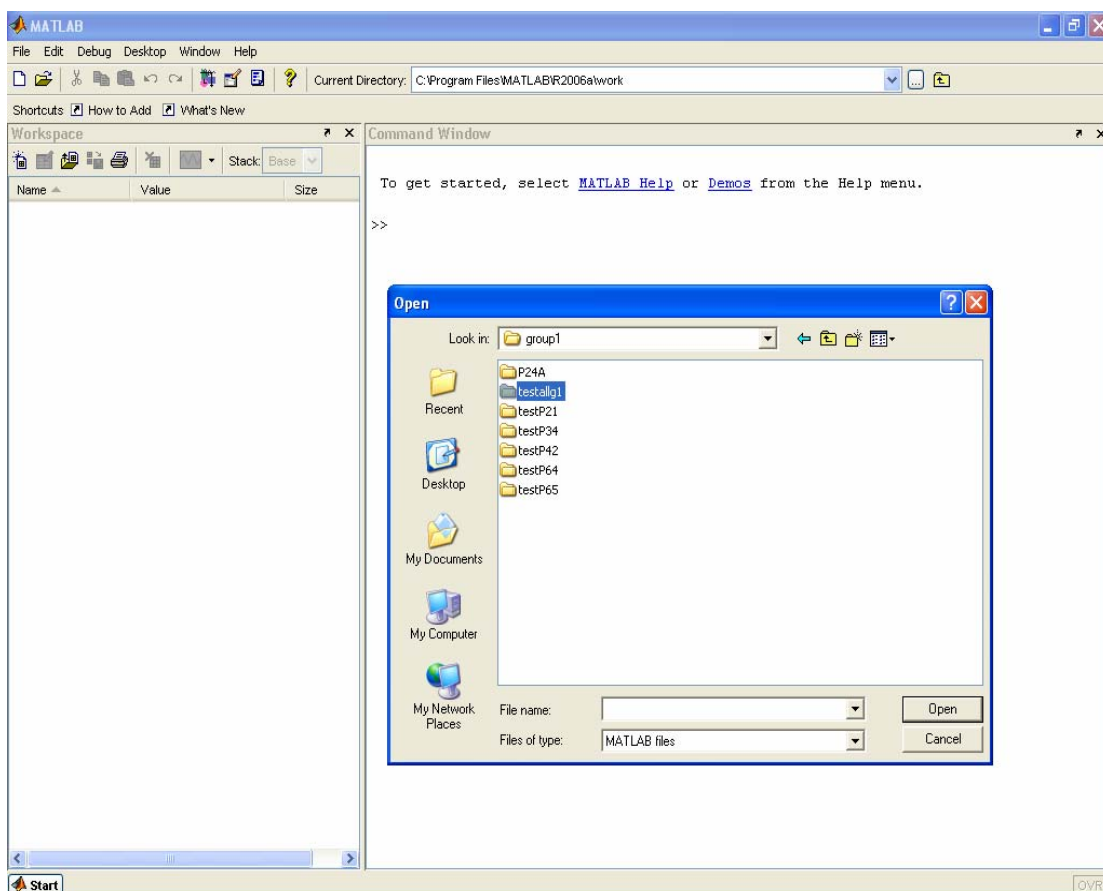 MATLAB
File Edit Debug Desktop Window Help
Current Directory: C:\Program Files\MATLAB\R2006a\work
Shortcuts How to Add What's New
Workspace
Stack: Base
Name Value Size
Command Window
To get started, select MATLAB Help or Demos from the Help menu.
>>
Open
Look in: group1
P24A
testallg1
testP21
testP34
testP42
testP64
testP65
Recent
Desktop
My Documents
My Computer
My Network
Places
File name:
Open
Files of type: MATLAB files
Cancel
Start
OVR